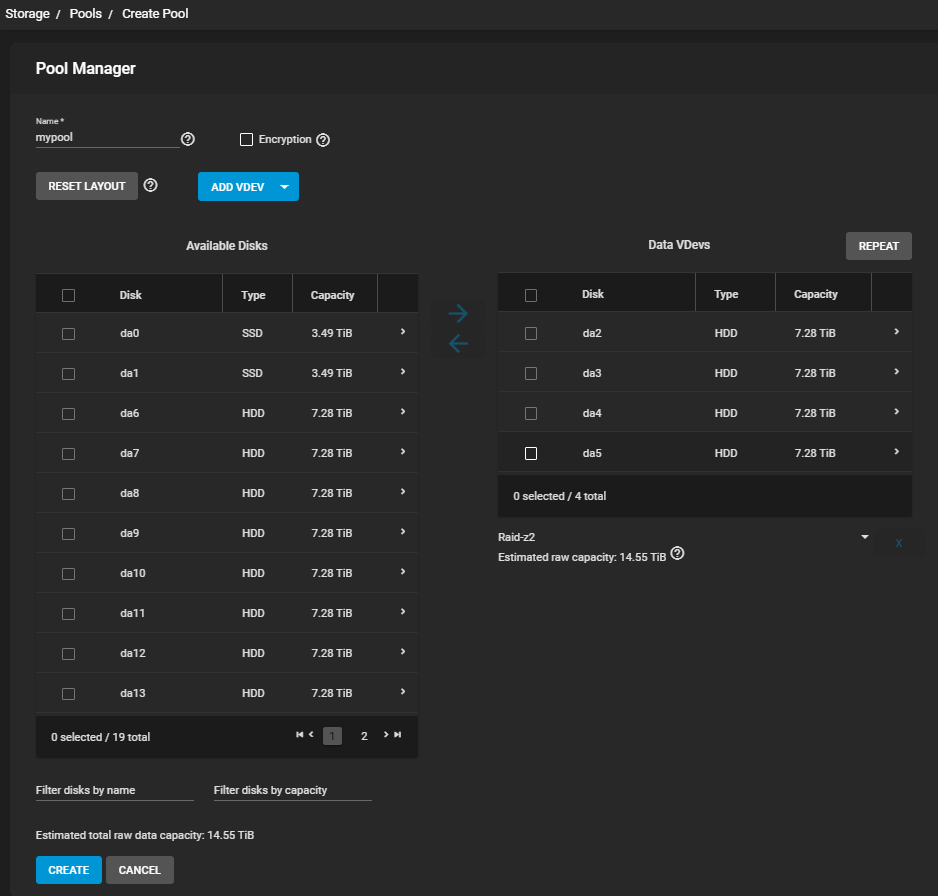 Storage / Pools / Create Pool
Pool Manager
Name *
mypool
Encryption
RESET LAYOUT
ADD VDEV
Available Disks
Disk Type Capacity
da0 SSD 3.49 TiB
da1 SSD 3.49 TiB
da6 HDD 7.28 TiB
da7 HDD 7.28 TiB
da8 HDD 7.28 TiB
da9 HDD 7.28 TiB
da10 HDD 7.28 TiB
da11 HDD 7.28 TiB
da12 HDD 7.28 TiB
da13 HDD 7.28 TiB
0 selected / 19 total 1 2
Data VDevs REPEAT
Disk Type Capacity
da2 HDD 7.28 TiB
da3 HDD 7.28 TiB
da4 HDD 7.28 TiB
da5 HDD 7.28 TiB
0 selected / 4 total
Raid-z2 X
Estimated raw capacity: 14.55 TiB
Filter disks by name Filter disks by capacity
Estimated total raw data capacity: 14.55 TiB
CREATE CANCEL